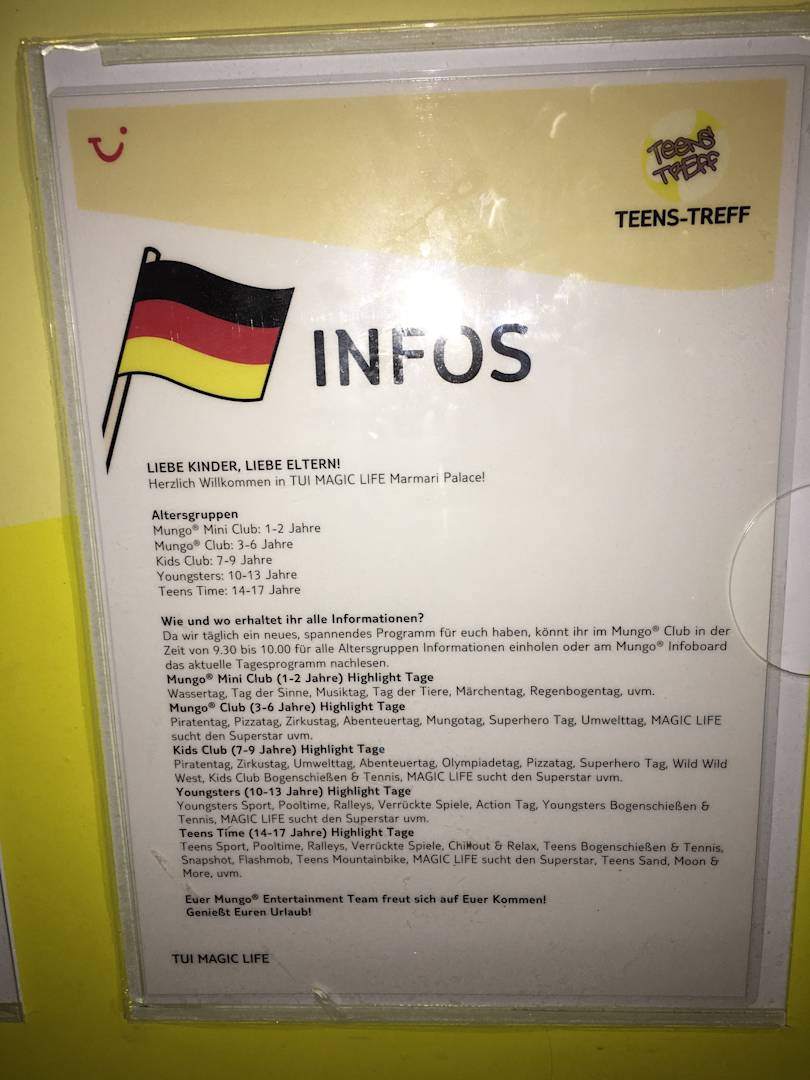 TEENS'
TREFF
TEENS-TREFF
INFOS
LIEBE KINDER, LIEBE ELTERN!
Herzlich Willkommen in TUI MAGIC LIFE Marmari Palace!
Altersgruppen
Mungo® Mini Club: 1-2 Jahre
Mungo® Club: 3-6 Jahre
Kids Club: 7-9 Jahre
Youngsters: 10-13 Jahre
Teens Time: 14-17 Jahre
Wie und wo erhaltet ihr alle Informationen?
Da wir täglich ein neues, spannendes Programm für euch haben, könnt ihr im Mungo® Club in der
Zeit von 9.30 bis 10.00 für alle Altersgruppen Informationen einholen oder am Mungo® Infoboard
das aktuelle Tagesprogramm nachlesen.
Mungo® Mini Club (1-2 Jahre) Highlight Tage
Wassertag, Tag der Sinne, Musiktag, Tag der Tiere, Märchentag, Regenbogentag, uvm.
Mungo® Club (3-6 Jahre) Highlight Tage
Piratentag, Pizzatag, Zirkustag, Abenteuertag, Mungotag, Superhero Tag, Umwelttag, MAGIC LIFE
sucht den Superstar uvm.
Kids Club (7-9 Jahre) Highlight Tage
Piratentag, Zirkustag, Umwelttag, Abenteuertag, Olympiadetag, Pizzatag, Superhero Tag, Wild Wild
West, Kids Club Bogenschießen & Tennis, MAGIC LIFE sucht den Superstar uvm.
Youngsters (10-13 Jahre) Highlight Tage
Youngsters Sport, Pooltime, Ralleys, Verrückte Spiele, Action Tag, Youngsters Bogenschießen &
Tennis, MAGIC LIFE sucht den Superstar uvm.
Teens Time (14-17 Jahre) Highlight Tage
Teens Sport, Pooltime, Ralleys, Verrückte Spiele, Chillout & Relax, Teens Bogenschießen & Tennis,
Snapshot, Flashmob, Teens Mountainbike, MAGIC LIFE sucht den Superstar, Teens Sand, Moon &
More, uvm.
Euer Mungo® Entertainment Team freut sich auf Euer Kommen!
Genießt Euren Urlaub!
TUI MAGIC LIFE